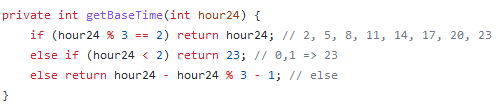 private int getBaseTime(int hour24) {
    if (hour24 % 3 == 2) return hour24; // 2, 5, 8, 11, 14, 17, 20, 23
    else if (hour24 < 2) return 23; // 0,1 => 23
    else return hour24 - hour24 % 3 - 1; // else
}